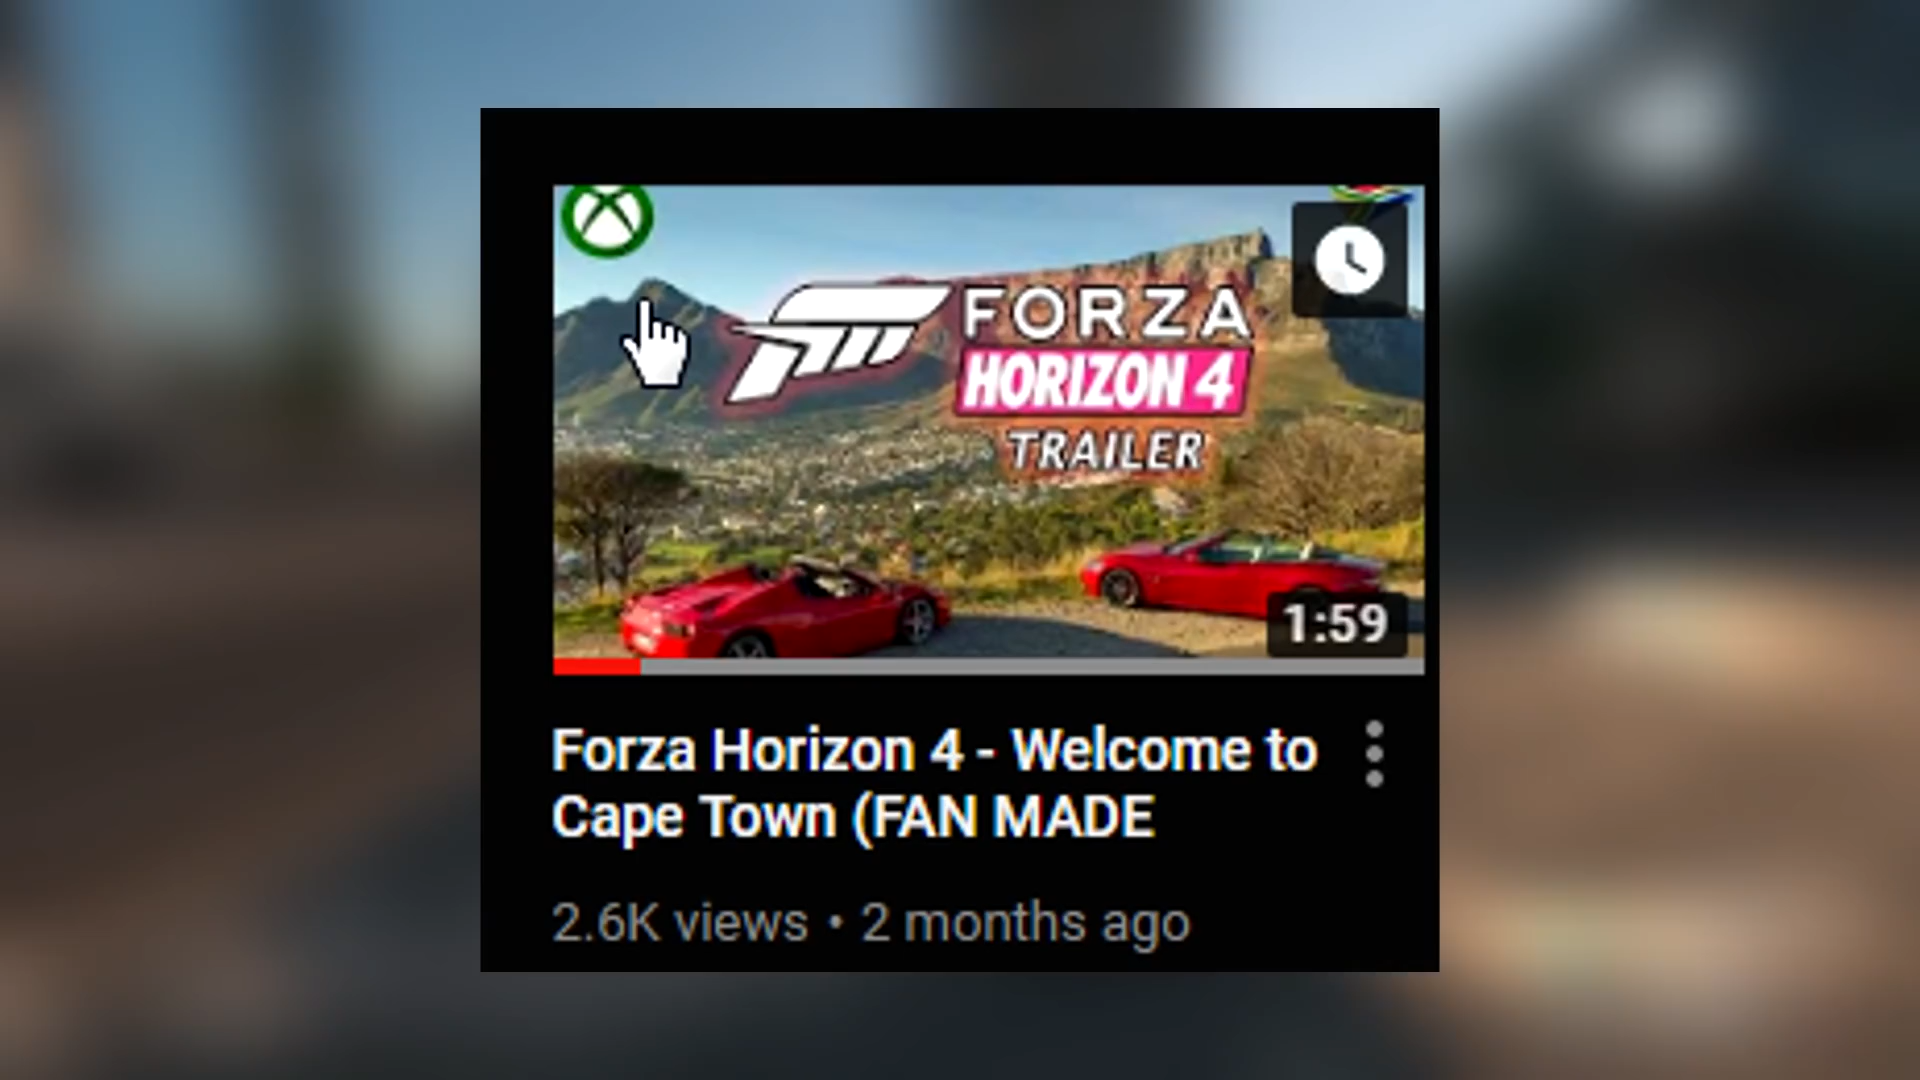 FORZA
HORIZON 4
TRAILER
1:59
Forza Horizon 4 - Welcome to
Cape Town (FAN MADE
2.6K views • 2 months ago